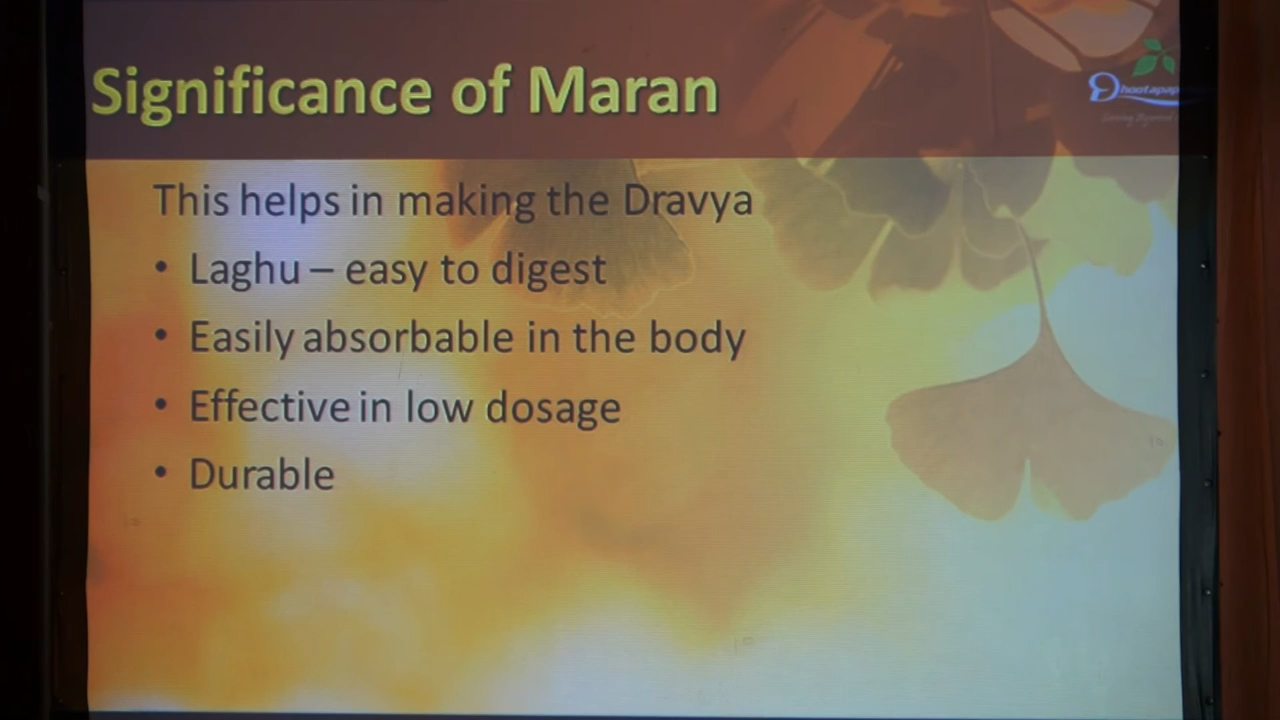 Significance of Maran
This helps in making the Dravya
• Laghu – easy to digest
• Easily absorbable in the body
• Effective in low dosage
• Durable